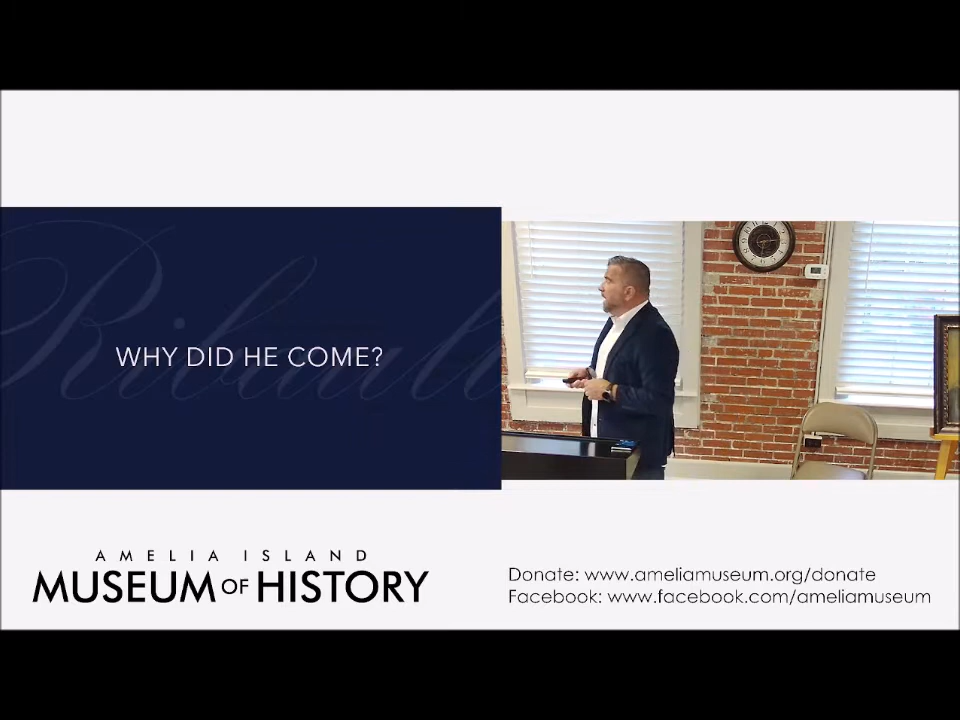 Ribault
WHY DID HE COME?
AMELIA ISLAND
MUSEUM OF HISTORY
Donate: www.ameliamuseum.org/donate
Facebook: www.facebook.com/ameliamuseum